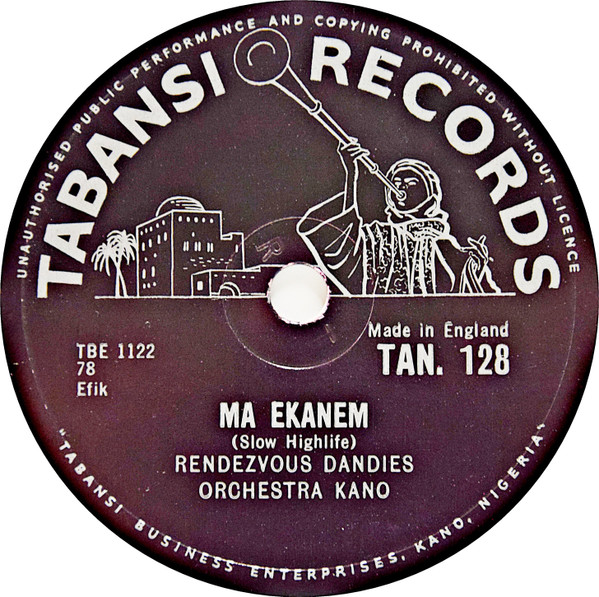 UNAUTHORISED PUBLIC PERFORMANCE AND COPYING PROHIBITED WITHOUT LICENCE
TABANSI RECORDS
Made in England
TBE 1122
TAN. 128
78
Efik
MA EKANEM
(Slow Highlife)
RENDEZVOUS DANDIES
ORCHESTRA KANO
"TABANSI BUSINESS ENTERPRISES, KANO, NIGERIA"